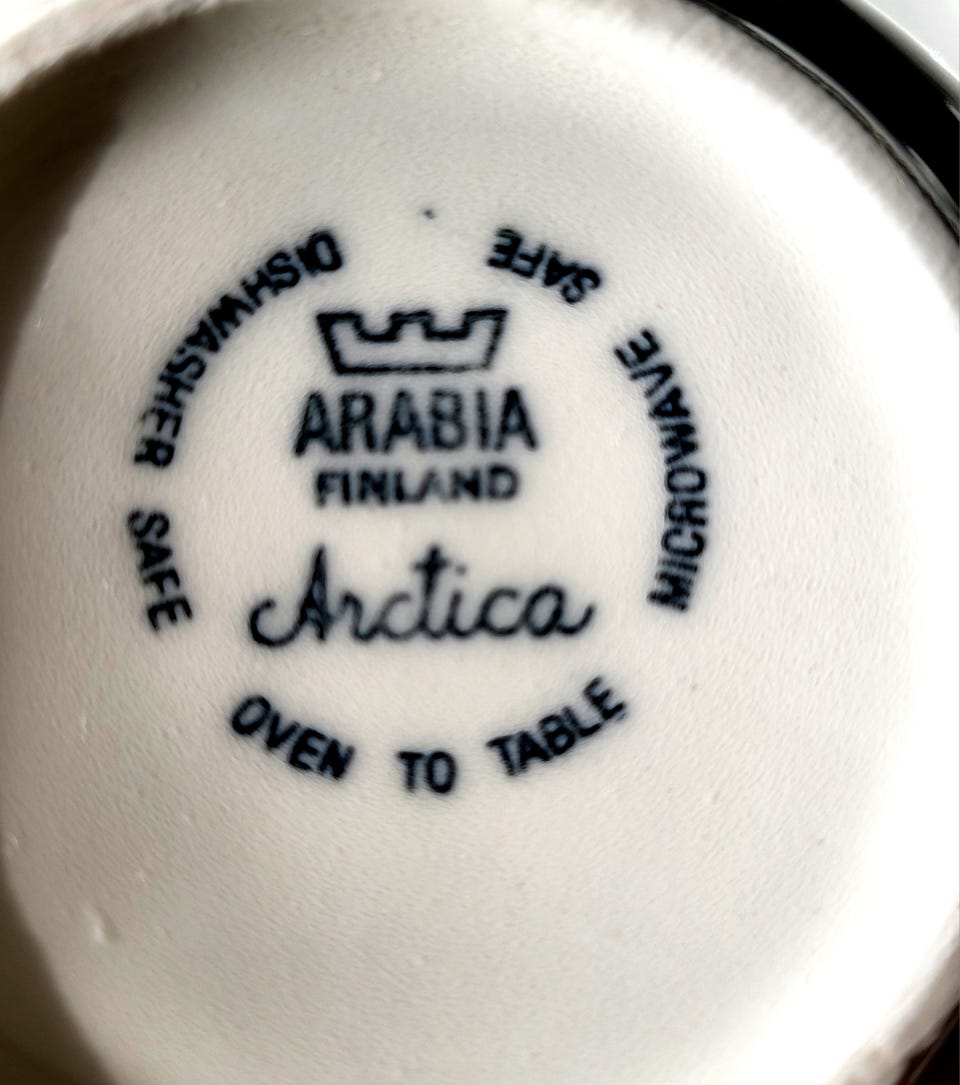 ARABIA
FINLAND
Arctica
DISHWASHER SAFE
OVEN TO TABLE
MICROWAVE SAFE